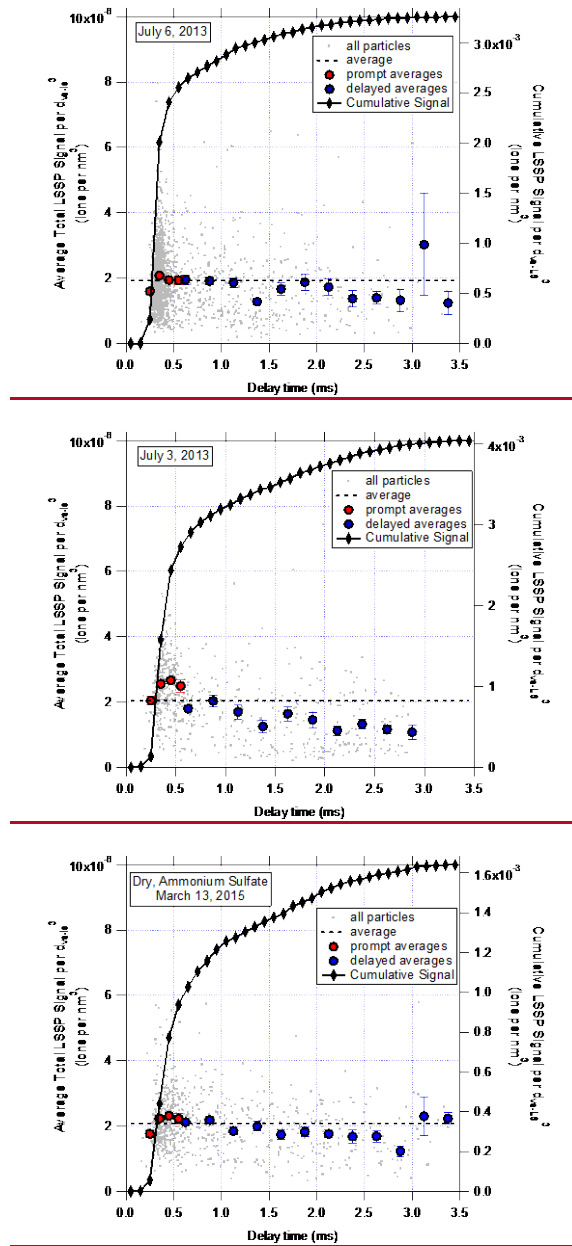 July 6, 2013
10x10⁻⁸
8
6
4
2
0
Average Total LSSP Signal per d_va-LS³
(Ions per nm³)
all particles
average
prompt averages
delayed averages
Cumulative Signal
3.0x10⁻³
2.5
2.0
1.5
1.0
0.5
0.0
Cumulative LSSP Signal per d_va-LS³
(Ions per nm³)
0.0 0.5 1.0 1.5 2.0 2.5 3.0 3.5
Delay time (ms)
July 3, 2013
10x10⁻⁸
8
6
4
2
0
Average Total LSSP Signal per d_va-LS³
(Ions per nm³)
all particles
average
prompt averages
delayed averages
Cumulative Signal
4x10⁻³
3
2
1
0
Cumulative LSSP Signal per d_va-LS³
(Ions per nm³)
0.0 0.5 1.0 1.5 2.0 2.5 3.0 3.5
Delay time (ms)
Dry, Ammonium Sulfate
March 13, 2015
10x10⁻⁸
8
6
4
2
0
Average Total LSSP Signal per d_va-LS³
(Ions per nm³)
all particles
average
prompt averages
delayed averages
Cumulative Signal
1.6x10⁻³
1.4
1.2
1.0
0.8
0.6
0.4
0.2
0.0
Cumulative LSSP Signal per d_va-LS³
(Ions per nm³)
0.0 0.5 1.0 1.5 2.0 2.5 3.0 3.5
Delay time (ms)